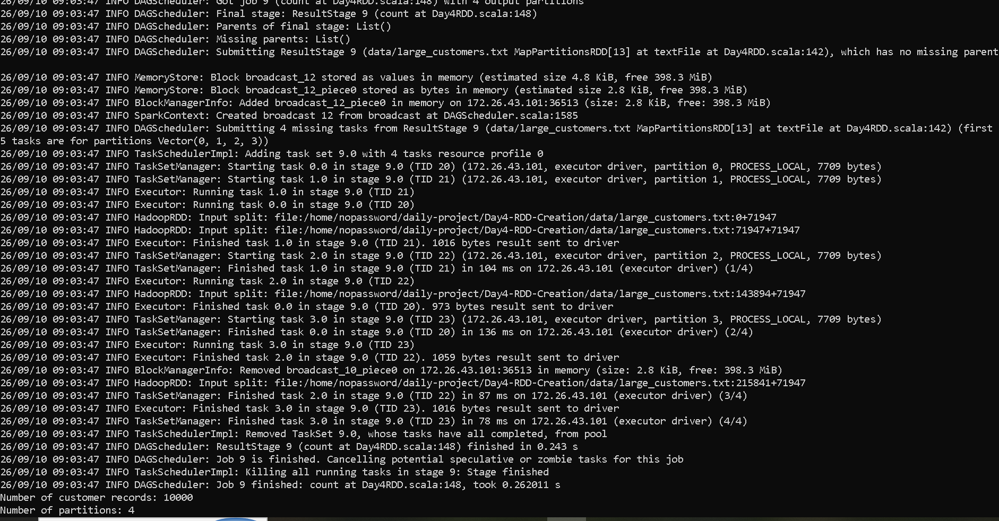 26/09/10 09:03:47 INFO DAGScheduler: Got job 9 (count at Day4RDD.scala:148) with 4 output partitions
26/09/10 09:03:47 INFO DAGScheduler: Final stage: ResultStage 9 (count at Day4RDD.scala:148)
26/09/10 09:03:47 INFO DAGScheduler: Parents of final stage: List()
26/09/10 09:03:47 INFO DAGScheduler: Missing parents: List()
26/09/10 09:03:47 INFO DAGScheduler: Submitting ResultStage 9 (data/large_customers.txt MapPartitionsRDD[13] at textFile at Day4RDD.scala:142), which has no missing parent
26/09/10 09:03:47 INFO MemoryStore: Block broadcast_12 stored as values in memory (estimated size 4.8 KiB, free 398.3 MiB)
26/09/10 09:03:47 INFO MemoryStore: Block broadcast_12_piece0 stored as bytes in memory (estimated size 2.8 KiB, free 398.3 MiB)
26/09/10 09:03:47 INFO BlockManagerInfo: Added broadcast_12_piece0 in memory on 172.26.43.101:36513 (size: 2.8 KiB, free: 398.3 MiB)
26/09/10 09:03:47 INFO SparkContext: Created broadcast 12 from broadcast at DAGScheduler.scala:1585
26/09/10 09:03:47 INFO DAGScheduler: Submitting 4 missing tasks from ResultStage 9 (data/large_customers.txt MapPartitionsRDD[13] at textFile at Day4RDD.scala:142) (first
5 tasks are for partitions Vector(0, 1, 2, 3))
26/09/10 09:03:47 INFO TaskSchedulerImpl: Adding task set 9.0 with 4 tasks resource profile 0
26/09/10 09:03:47 INFO TaskSetManager: Starting task 0.0 in stage 9.0 (TID 20) (172.26.43.101, executor driver, partition 0, PROCESS_LOCAL, 7709 bytes)
26/09/10 09:03:47 INFO TaskSetManager: Starting task 1.0 in stage 9.0 (TID 21) (172.26.43.101, executor driver, partition 1, PROCESS_LOCAL, 7709 bytes)
26/09/10 09:03:47 INFO Executor: Running task 1.0 in stage 9.0 (TID 21)
26/09/10 09:03:47 INFO Executor: Running task 0.0 in stage 9.0 (TID 20)
26/09/10 09:03:47 INFO HadoopRDD: Input split: file:/home/nopassword/daily-project/Day4-RDD-Creation/data/large_customers.txt:0+71947
26/09/10 09:03:47 INFO HadoopRDD: Input split: file:/home/nopassword/daily-project/Day4-RDD-Creation/data/large_customers.txt:71947+71947
26/09/10 09:03:47 INFO Executor: Finished task 1.0 in stage 9.0 (TID 21). 1016 bytes result sent to driver
26/09/10 09:03:47 INFO TaskSetManager: Starting task 2.0 in stage 9.0 (TID 22) (172.26.43.101, executor driver, partition 2, PROCESS_LOCAL, 7709 bytes)
26/09/10 09:03:47 INFO TaskSetManager: Finished task 1.0 in stage 9.0 (TID 21) in 104 ms on 172.26.43.101 (executor driver) (1/4)
26/09/10 09:03:47 INFO Executor: Running task 2.0 in stage 9.0 (TID 22)
26/09/10 09:03:47 INFO HadoopRDD: Input split: file:/home/nopassword/daily-project/Day4-RDD-Creation/data/large_customers.txt:143894+71947
26/09/10 09:03:47 INFO Executor: Finished task 0.0 in stage 9.0 (TID 20). 973 bytes result sent to driver
26/09/10 09:03:47 INFO TaskSetManager: Starting task 3.0 in stage 9.0 (TID 23) (172.26.43.101, executor driver, partition 3, PROCESS_LOCAL, 7709 bytes)
26/09/10 09:03:47 INFO TaskSetManager: Finished task 0.0 in stage 9.0 (TID 20) in 136 ms on 172.26.43.101 (executor driver) (2/4)
26/09/10 09:03:47 INFO Executor: Running task 3.0 in stage 9.0 (TID 23)
26/09/10 09:03:47 INFO Executor: Finished task 2.0 in stage 9.0 (TID 22). 1059 bytes result sent to driver
26/09/10 09:03:47 INFO BlockManagerInfo: Removed broadcast_10_piece0 on 172.26.43.101:36513 in memory (size: 2.8 KiB, free: 398.3 MiB)
26/09/10 09:03:47 INFO HadoopRDD: Input split: file:/home/nopassword/daily-project/Day4-RDD-Creation/data/large_customers.txt:215841+71947
26/09/10 09:03:47 INFO TaskSetManager: Finished task 2.0 in stage 9.0 (TID 22) in 87 ms on 172.26.43.101 (executor driver) (3/4)
26/09/10 09:03:47 INFO Executor: Finished task 3.0 in stage 9.0 (TID 23). 1016 bytes result sent to driver
26/09/10 09:03:47 INFO TaskSetManager: Finished task 3.0 in stage 9.0 (TID 23) in 78 ms on 172.26.43.101 (executor driver) (4/4)
26/09/10 09:03:47 INFO TaskSchedulerImpl: Removed TaskSet 9.0, whose tasks have all completed, from pool
26/09/10 09:03:47 INFO DAGScheduler: ResultStage 9 (count at Day4RDD.scala:148) finished in 0.243 s
26/09/10 09:03:47 INFO DAGScheduler: Job 9 is finished. Cancelling potential speculative or zombie tasks for this job
26/09/10 09:03:47 INFO TaskSchedulerImpl: Killing all running tasks in stage 9: Stage finished
26/09/10 09:03:47 INFO DAGScheduler: Job 9 finished: count at Day4RDD.scala:148, took 0.262011 s
Number of customer records: 10000
Number of partitions: 4